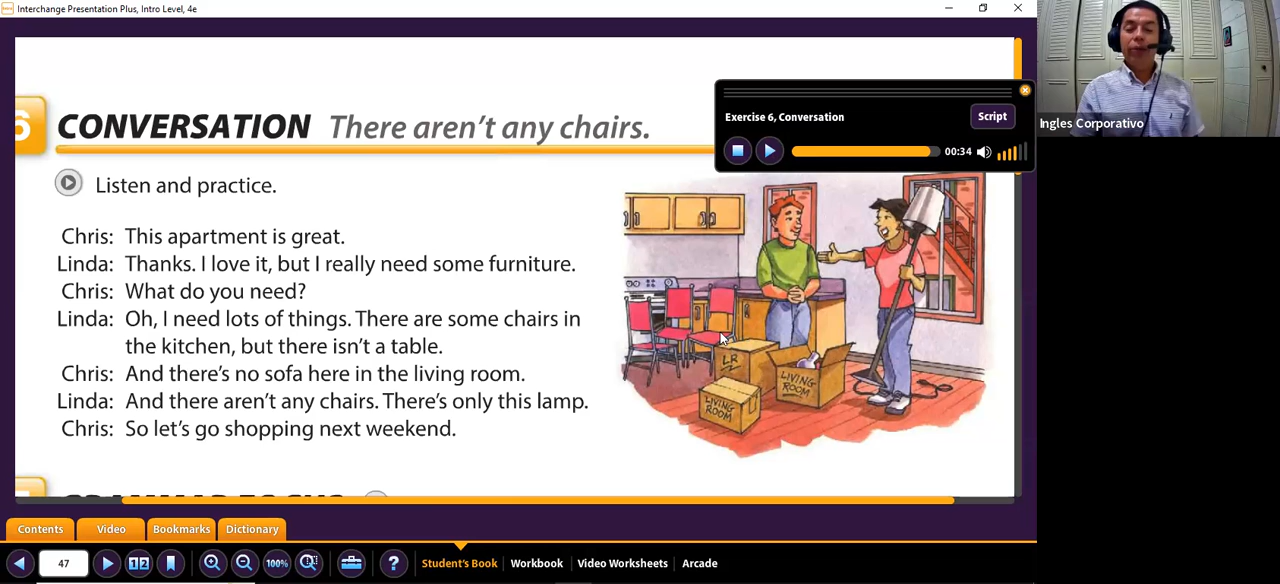 Interchange Presentation Plus, Intro Level, 4e
6 CONVERSATION There aren't any chairs.
Listen and practice.
Chris: This apartment is great.
Linda: Thanks. I love it, but I really need some furniture.
Chris: What do you need?
Linda: Oh, I need lots of things. There are some chairs in
the kitchen, but there isn't a table.
Chris: And there's no sofa here in the living room.
Linda: And there aren't any chairs. There's only this lamp.
Chris: So let's go shopping next weekend.
Exercise 6, Conversation
Script
00:34
LR
LIVING
ROOM
LIVING
ROOM
Ingles Corporativo
Contents Video Bookmarks Dictionary
47 1 2 100% ? Student's Book Workbook Video Worksheets Arcade